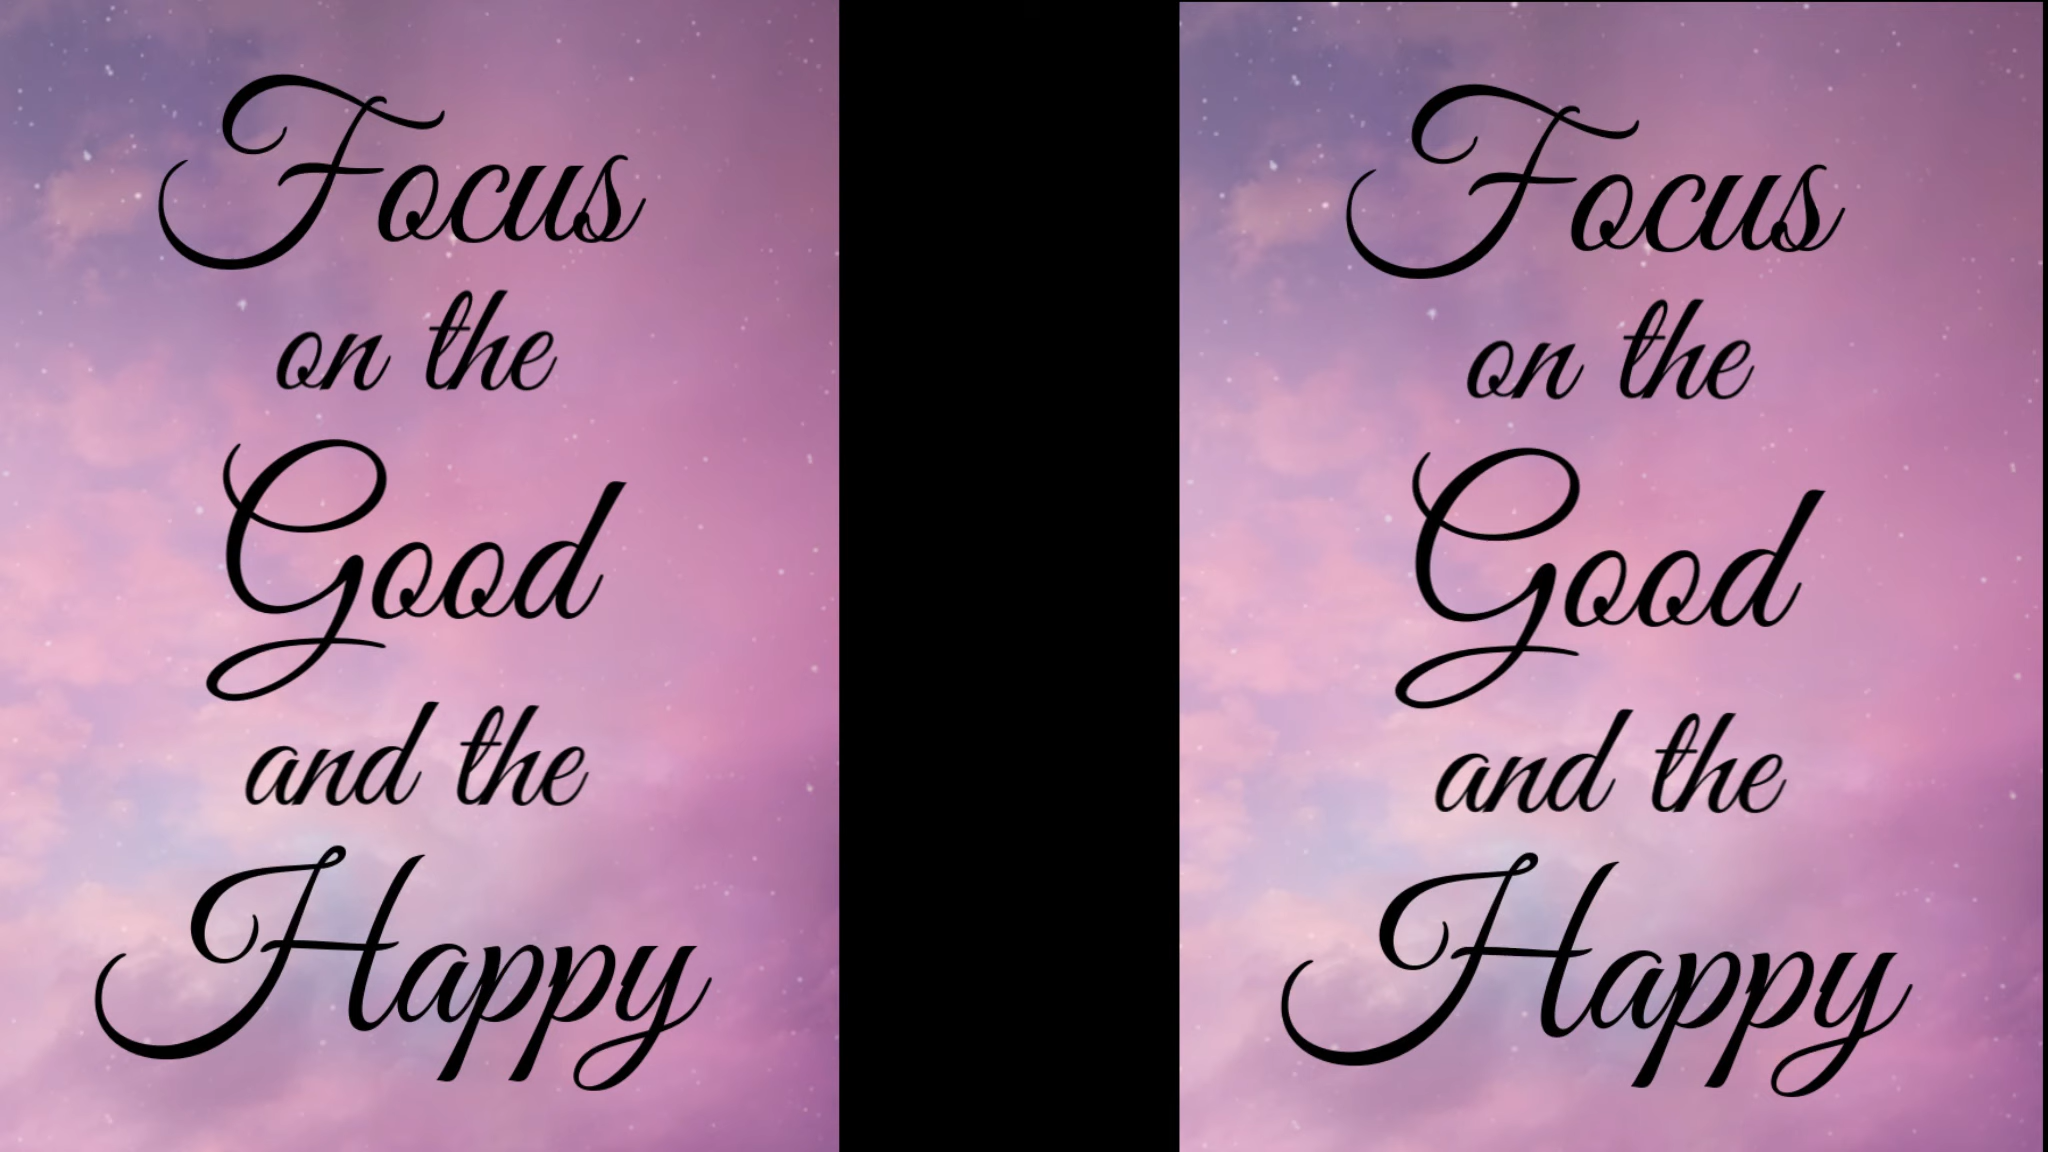 Focus
on the
Good
and the
Happy
Focus
on the
Good
and the
Happy